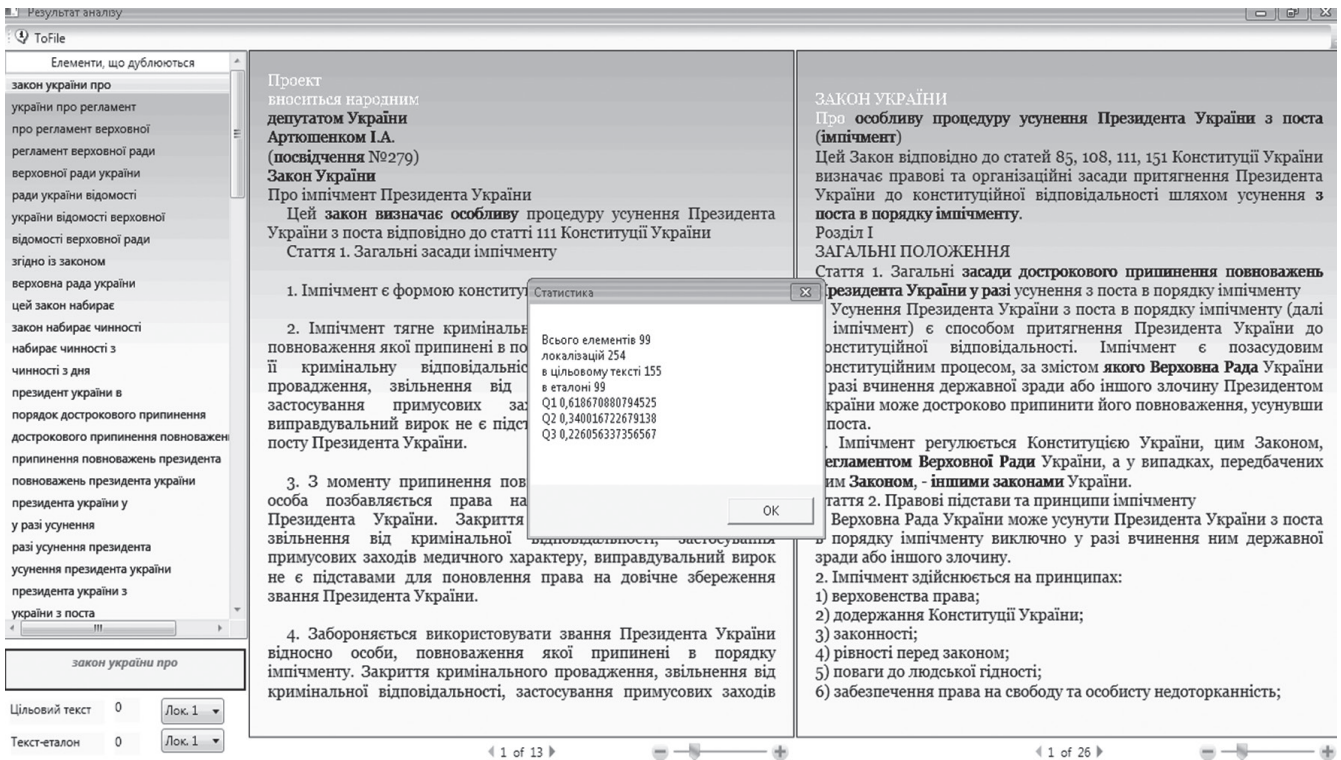 Результат аналізу
ToFile
Елементи, що дублюються
закон україни про
україни про регламент
про регламент верховної
регламент верховної ради
верховної ради україни
ради україни відомості
україни відомості верховної
відомості верховної ради
згідно із законом
верховна рада україни
цей закон набирає
закон набирає чинності
набирає чинності з
чинності з дня
президент україни в
порядок дострокового припинення
дострокового припинення повноважен
припинення повноважень президента
повноважень президента україни
президента україни у
у разі усунення
разі усунення президента
усунення президента україни
президента україни з
україни з поста
закон україни про
Цільовий текст 0 Лок. 1
Текст-еталон 0 Лок. 1
Проект
вноситься народним
депутатом України
Артюшенком І.А.
(посвідчення №279)
Закон України
Про імпічмент Президента України
Цей закон визначає особливу процедуру усунення Президента
України з поста відповідно до статті 111 Конституції України
Стаття 1. Загальні засади імпічменту
1. Імпічмент є формою конститу
2. Імпічмент тягне кримінальн
повноваження якої припинені в по
її кримінальну відповідальніс
провадження, звільнення від
застосування примусових за
виправдувальний вирок не є підст
посту Президента України.
3. З моменту припинення пов
особа позбавляється права на
Президента України. Закриття
звільнення від кримінальної відповідальності, застосування
примусових заходів медичного характеру, виправдувальний вирок
не є підставами для поновлення права на довічне збереження
звання Президента України.
4. Забороняється використовувати звання Президента України
відносно особи, повноваження якої припинені в порядку
імпічменту. Закриття кримінального провадження, звільнення від
кримінальної відповідальності, застосування примусових заходів
1 of 13
Статистика
Всього елементів 99
локалізацій 254
в цільовому тексті 155
в еталоні 99
Q1 0,618670880794525
Q2 0,340016722679138
Q3 0,226056337356567
OK
ЗАКОН УКРАЇНИ
Про особливу процедуру усунення Президента України з поста
(імпічмент)
Цей Закон відповідно до статей 85, 108, 111, 151 Конституції України
визначає правові та організаційні засади притягнення Президента
України до конституційної відповідальності шляхом усунення з
поста в порядку імпічменту.
Розділ І
ЗАГАЛЬНІ ПОЛОЖЕННЯ
Стаття 1. Загальні засади дострокового припинення повноважень
Президента України у разі усунення з поста в порядку імпічменту
Усунення Президента України з поста в порядку імпічменту (далі
імпічмент) є способом притягнення Президента України до
онституційної відповідальності. Імпічмент є позасудовим
онституційним процесом, за змістом якого Верховна Рада України
разі вчинення державної зради або іншого злочину Президентом
країни може достроково припинити його повноваження, усунувши
поста.
. Імпічмент регулюється Конституцією України, цим Законом,
егламентом Верховної Ради України, а у випадках, передбачених
им Законом, - іншими законами України.
таття 2. Правові підстави та принципи імпічменту
Верховна Рада України може усунути Президента України з поста
в порядку імпічменту виключно у разі вчинення ним державної
зради або іншого злочину.
2. Імпічмент здійснюється на принципах:
1) верховенства права;
2) додержання Конституції України;
3) законності;
4) рівності перед законом;
5) поваги до людської гідності;
6) забезпечення права на свободу та особисту недоторканність;
1 of 26